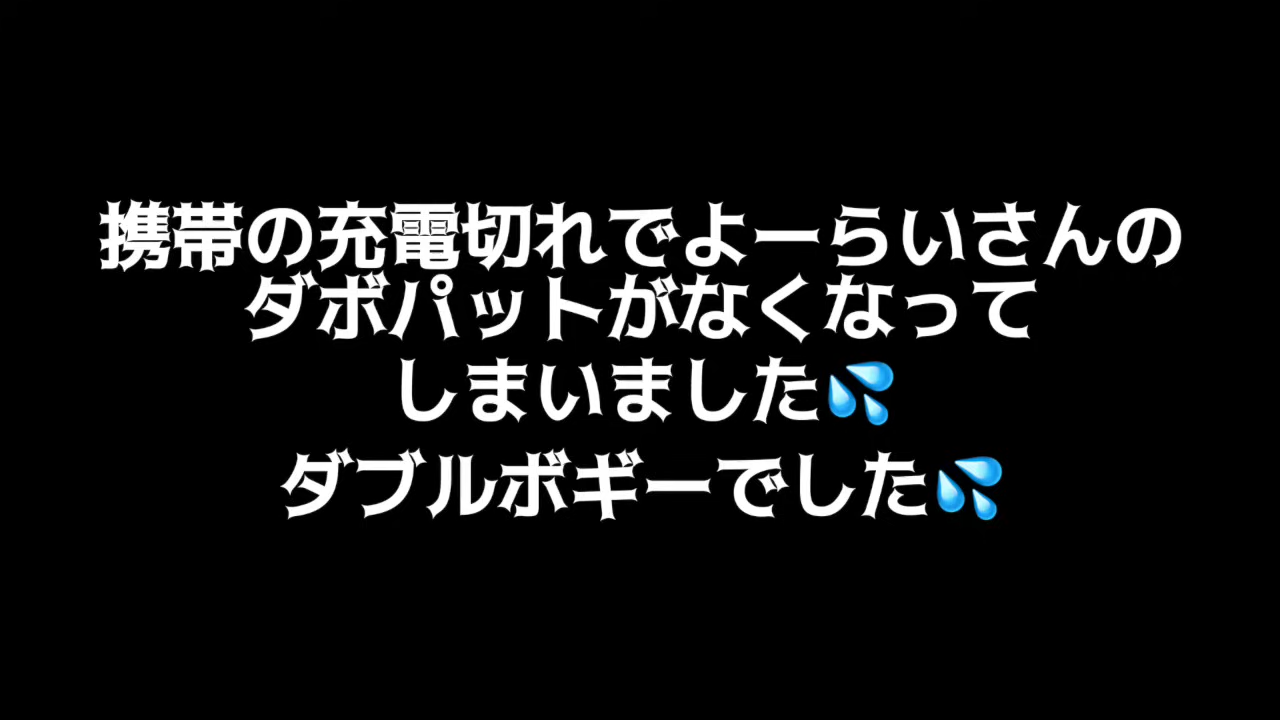 携帯の充電切れでよーらいさんの
ダボパットがなくなって
しまいました💦
ダブルボギーでした💦